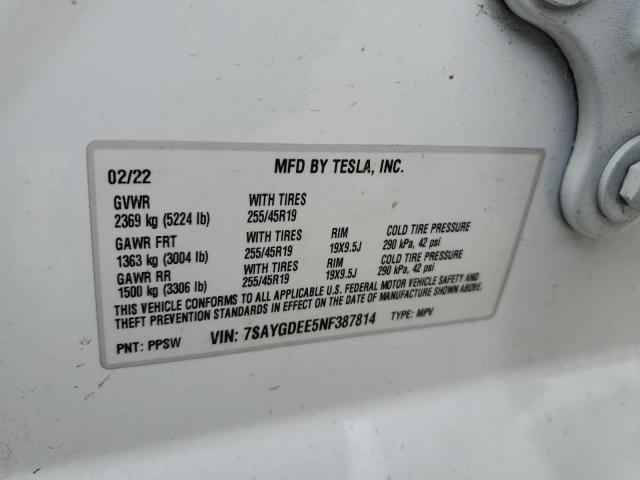 02/22 MFD BY TESLA, INC.
GVWR WITH TIRES
2369 kg (5224 lb) 255/45R19
GAWR FRT WITH TIRES RIM COLD TIRE PRESSURE
1363 kg (3004 lb) 255/45R19 19X9.5J 290 kPa, 42 psi
GAWR RR WITH TIRES RIM COLD TIRE PRESSURE
1500 kg (3306 lb) 255/45R19 19X9.5J 290 kPa, 42 psi
THIS VEHICLE CONFORMS TO ALL APPLICABLE U.S. FEDERAL MOTOR VEHICLE SAFETY AND
THEFT PREVENTION STANDARDS IN EFFECT ON THE DATE OF MANUFACTURE SHOWN ABOVE.
PNT: PPSW VIN: 7SAYGDEE5NF387814 TYPE: MPV